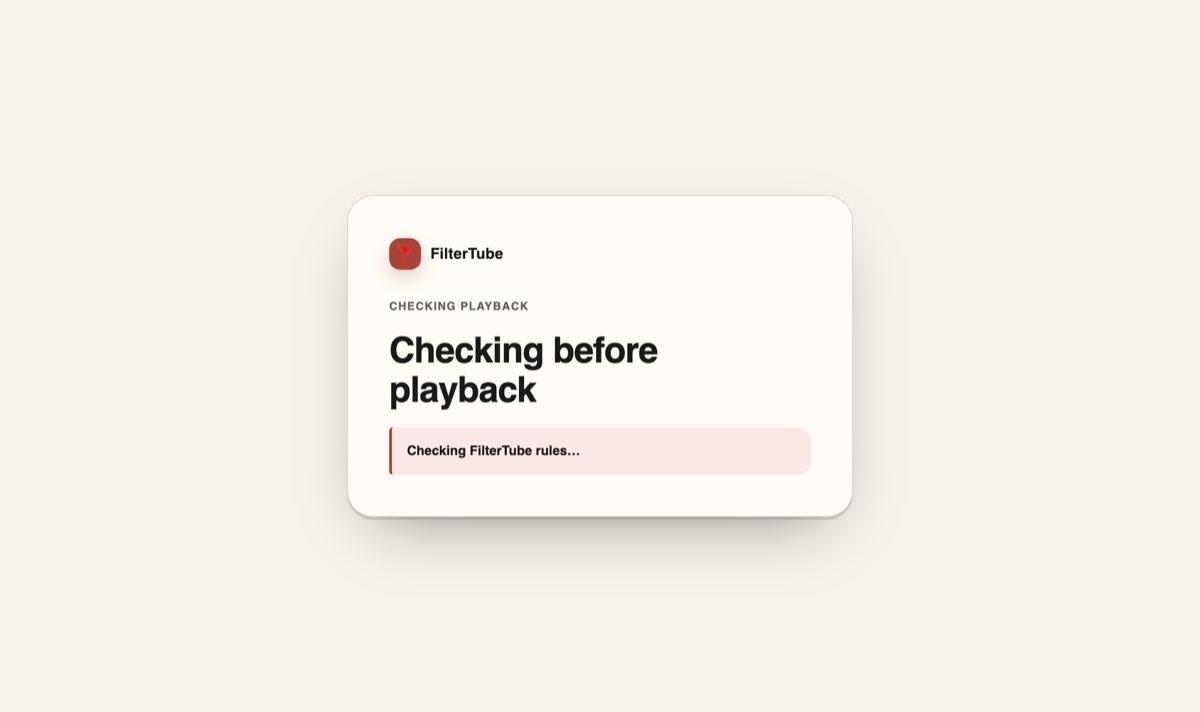 FilterTube
CHECKING PLAYBACK
Checking before
playback
Checking FilterTube rules...